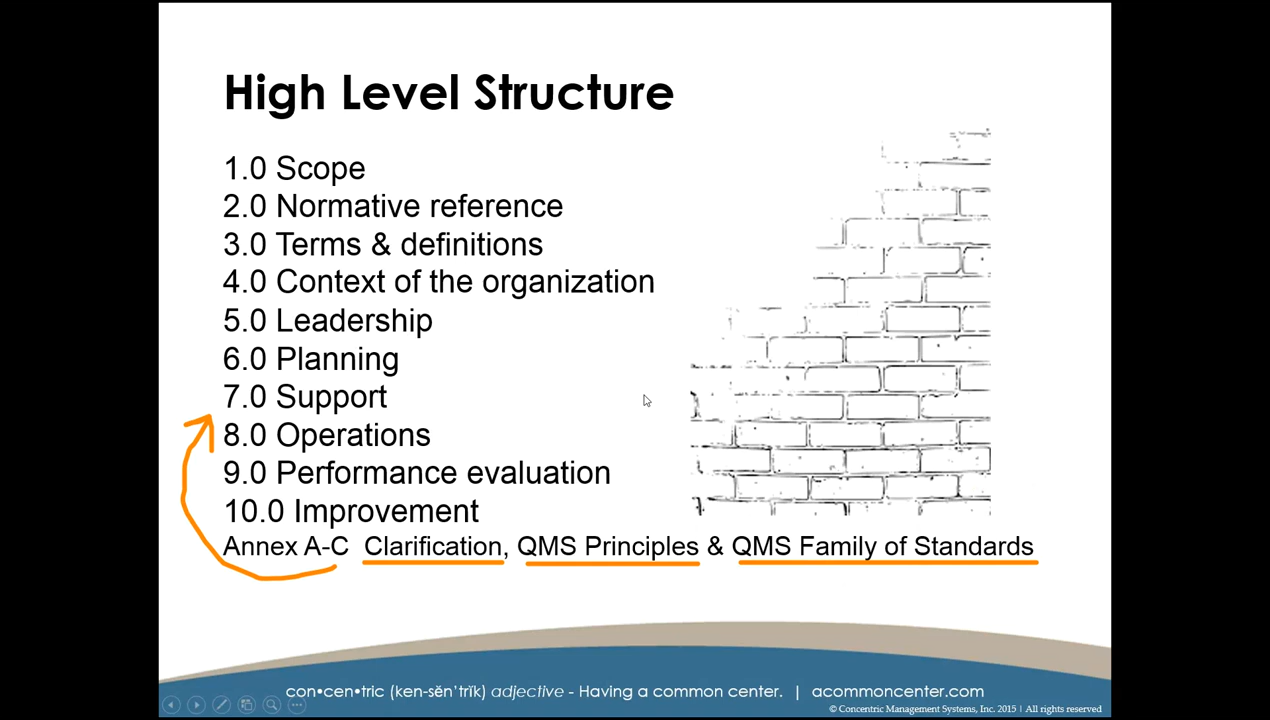 High Level Structure
1.0 Scope
2.0 Normative reference
3.0 Terms & definitions
4.0 Context of the organization
5.0 Leadership
6.0 Planning
7.0 Support
8.0 Operations
9.0 Performance evaluation
10.0 Improvement
Annex A-C Clarification, QMS Principles & QMS Family of Standards
con•cen•tric (ken-sĕn'trĭk) adjective - Having a common center. | acommoncenter.com
© Concentric Management Systems, Inc. 2015 | All rights reserved